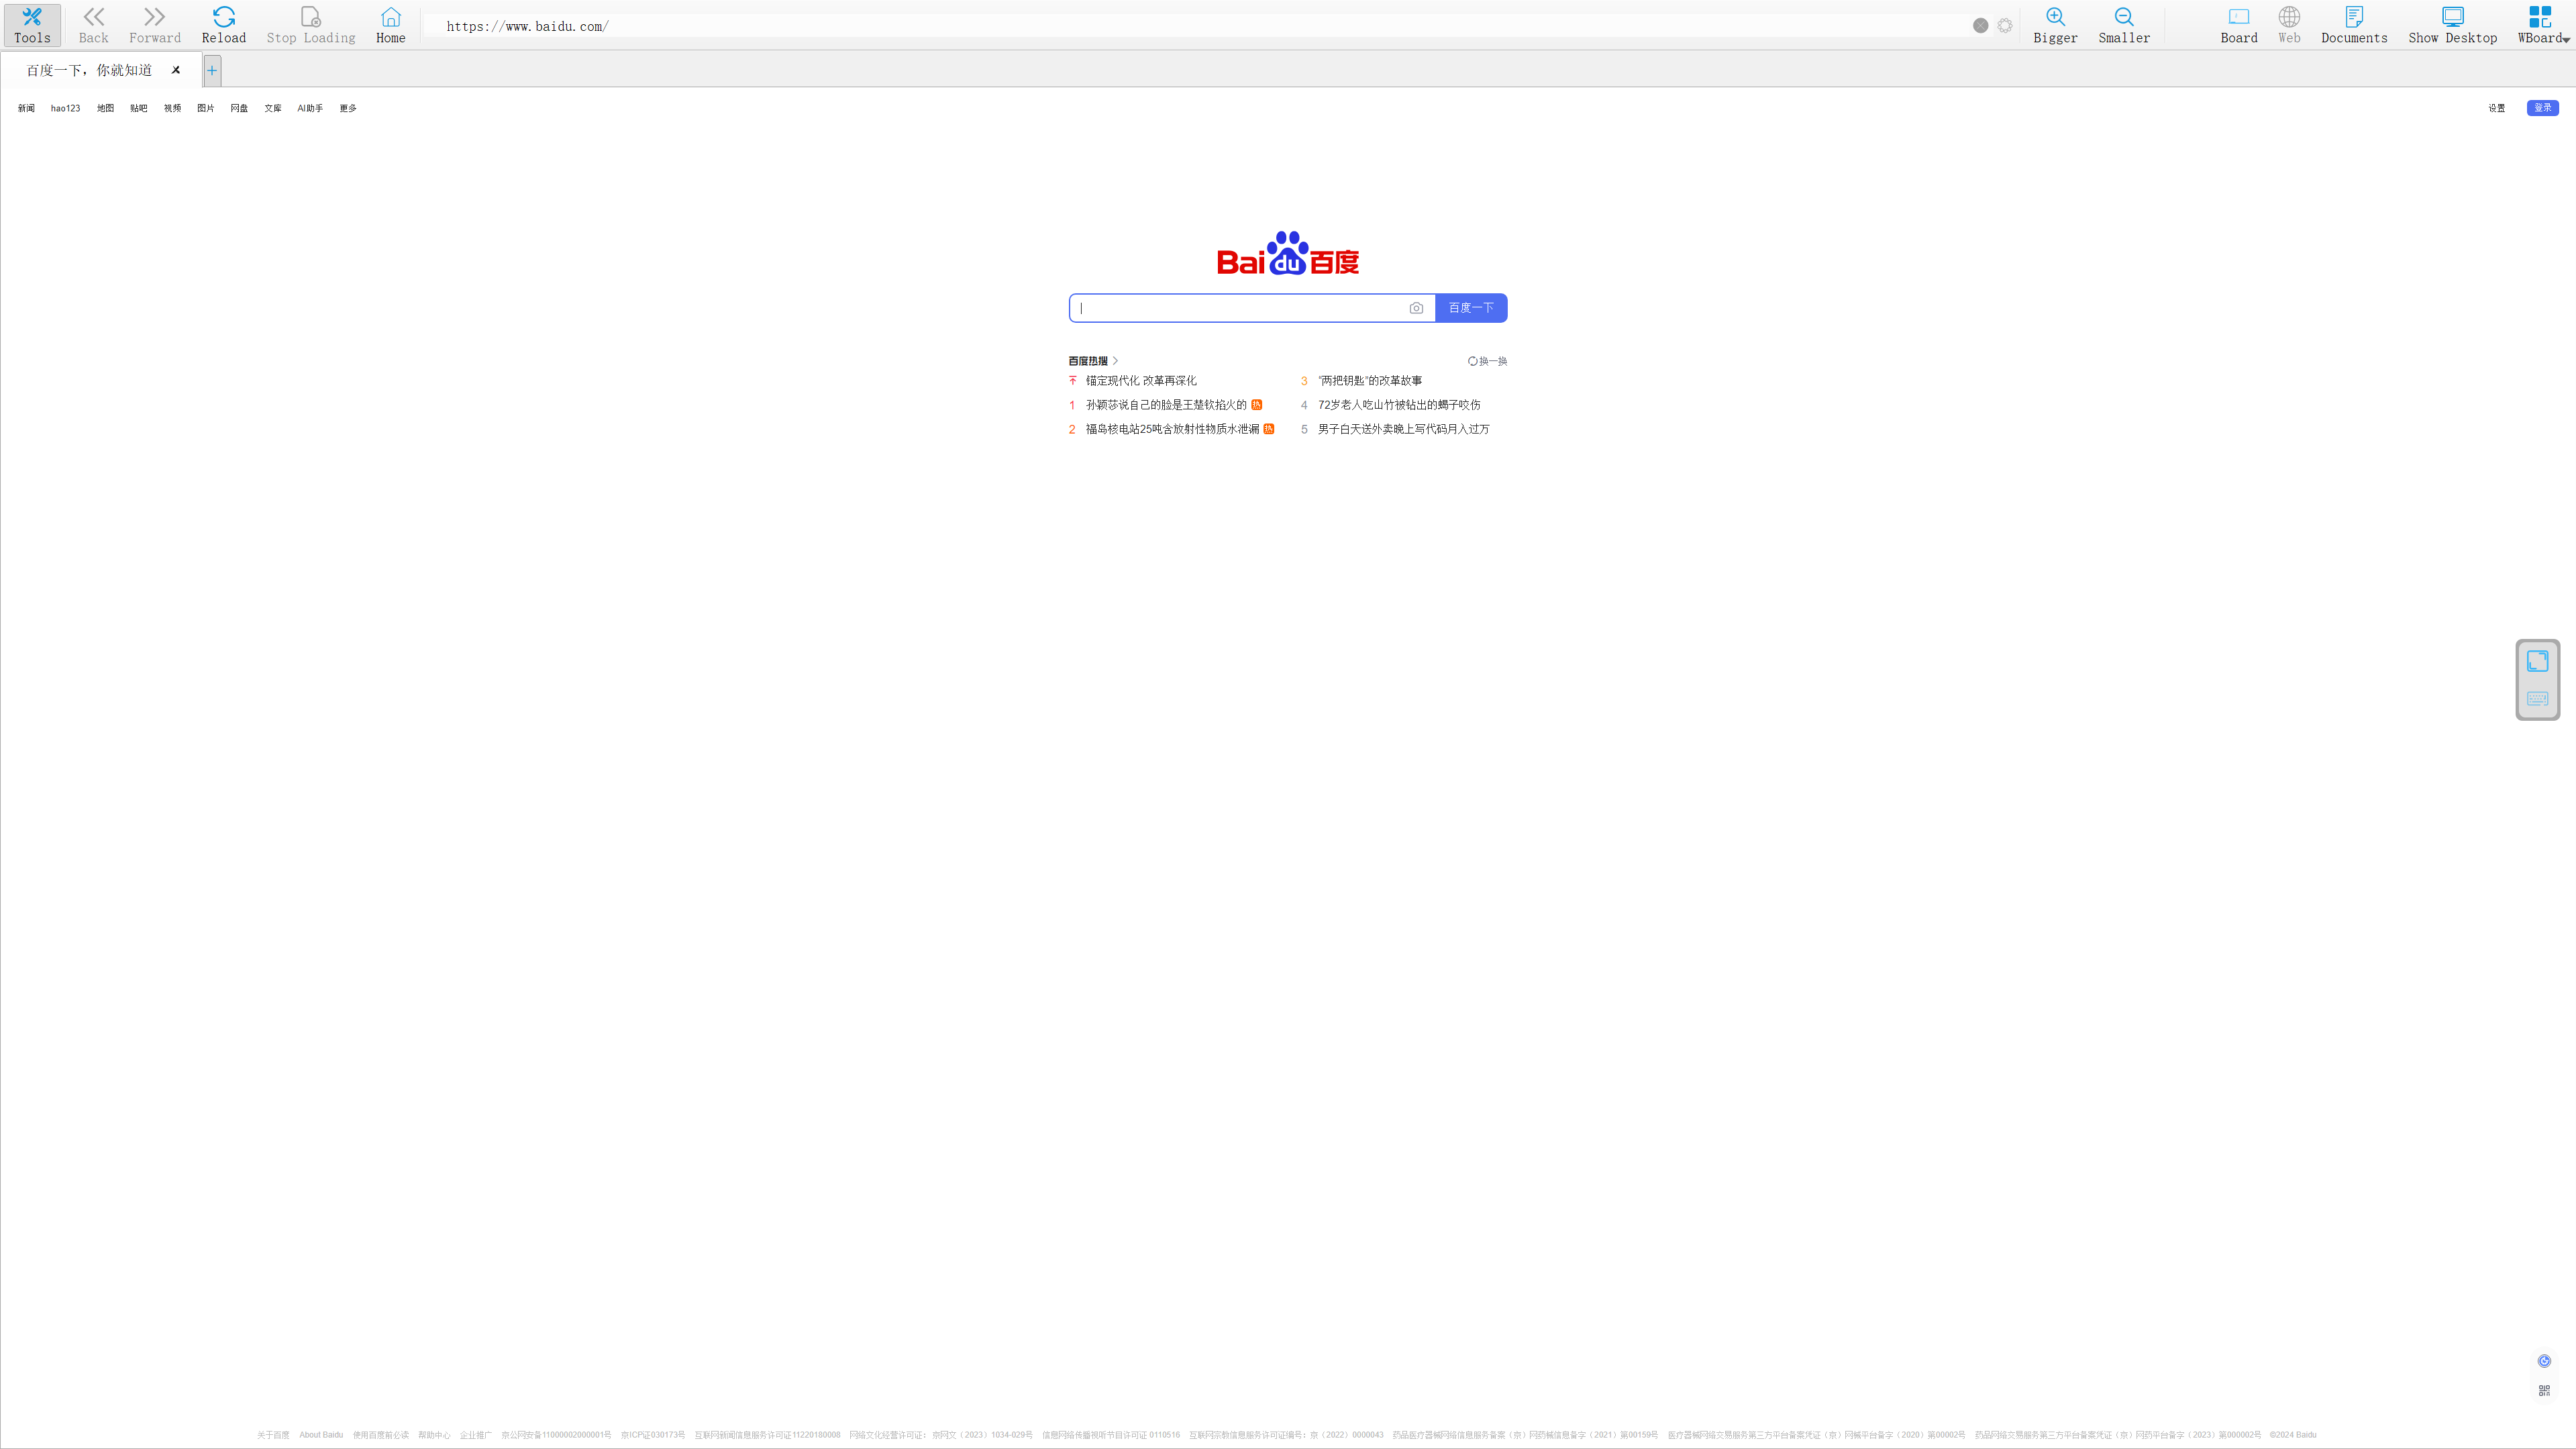 Tools Back Forward Reload Stop Loading Home https://www.baidu.com/ Bigger Smaller Board Web Documents Show Desktop WBoard
百度一下，你就知道
新闻 hao123 地图 贴吧 视频 图片 网盘 文库 AI助手 更多 设置 登录
Bai du 百度
百度一下
百度热搜 换一换
锚定现代化 改革再深化
1 孙颖莎说自己的脸是王楚钦掐火的 热
2 福岛核电站25吨含放射性物质水泄漏 热
3 “两把钥匙”的改革故事
4 72岁老人吃山竹被钻出的蝎子咬伤
5 男子白天送外卖晚上写代码月入过万
关于百度 About Baidu 使用百度前必读 帮助中心 企业推广 京公网安备11000002000001号 京ICP证030173号 互联网新闻信息服务许可证11220180008 网络文化经营许可证：京网文（2023）1034-029号 信息网络传播视听节目许可证 0110516 互联网宗教信息服务许可证编号：京（2022）0000043 药品医疗器械网络信息服务备案（京）网药械信息备字（2021）第00159号 医疗器械网络交易服务第三方平台备案凭证（京）网械平台备字（2020）第00002号 药品网络交易服务第三方平台备案凭证（京）网药平台备字（2023）第000002号 ©2024 Baidu